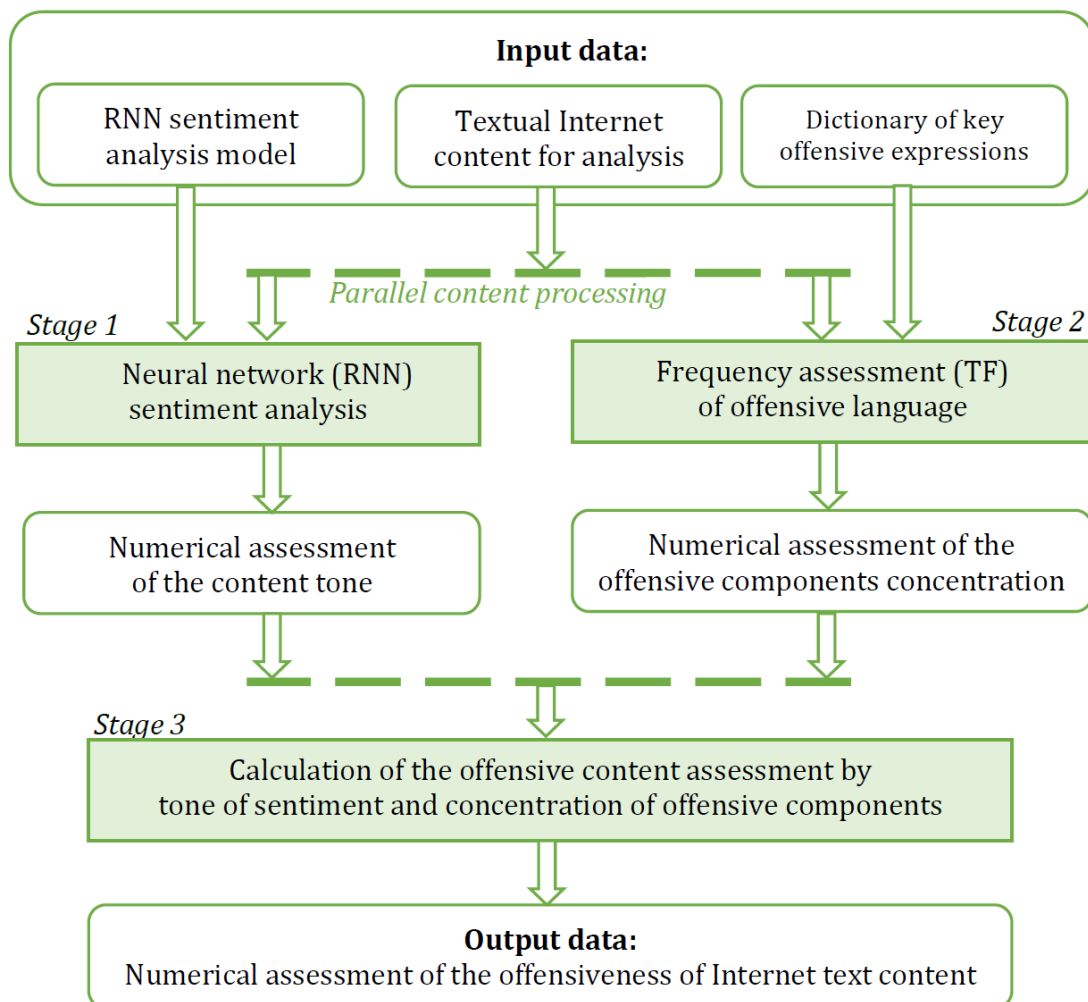 Input data:
RNN sentiment
analysis model
Textual Internet
content for analysis
Dictionary of key
offensive expressions
Parallel content processing
Stage 1
Stage 2
Neural network (RNN)
sentiment analysis
Frequency assessment (TF)
of offensive language
Numerical assessment
of the content tone
Numerical assessment of the
offensive components concentration
Stage 3
Calculation of the offensive content assessment by
tone of sentiment and concentration of offensive components
Output data:
Numerical assessment of the offensiveness of Internet text content